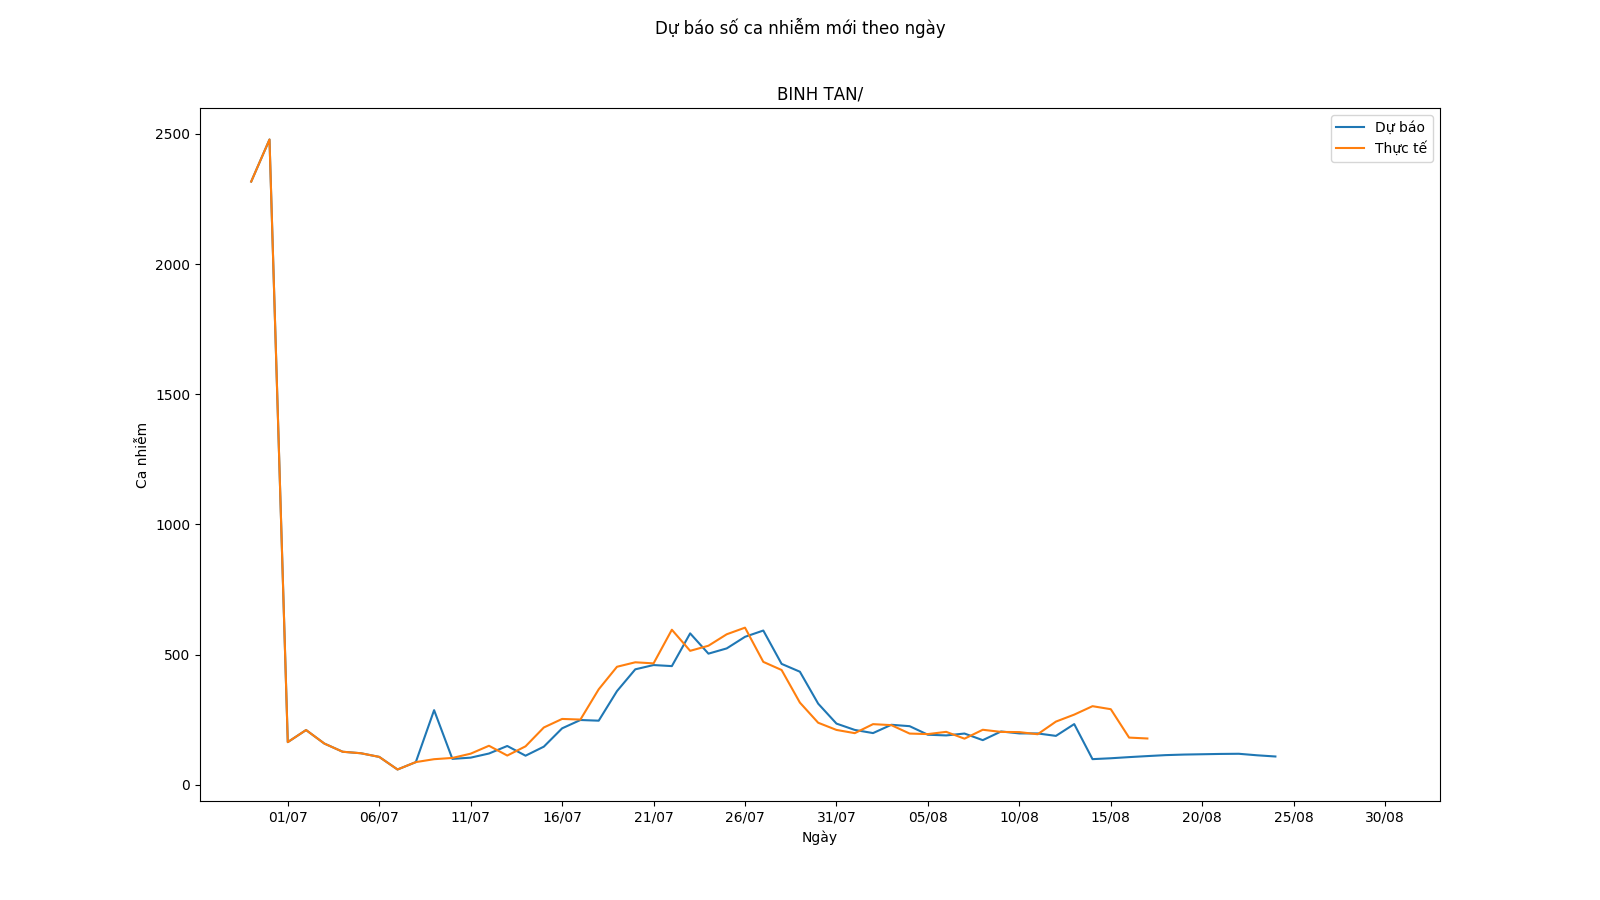 Dự báo số ca nhiễm mới theo ngày
BINH TAN/
Dự báo
Thực tế
2500
2000
1500
1000
500
0
Ca nhiễm
01/07 06/07 11/07 16/07 21/07 26/07 31/07 05/08 10/08 15/08 20/08 25/08 30/08
Ngày